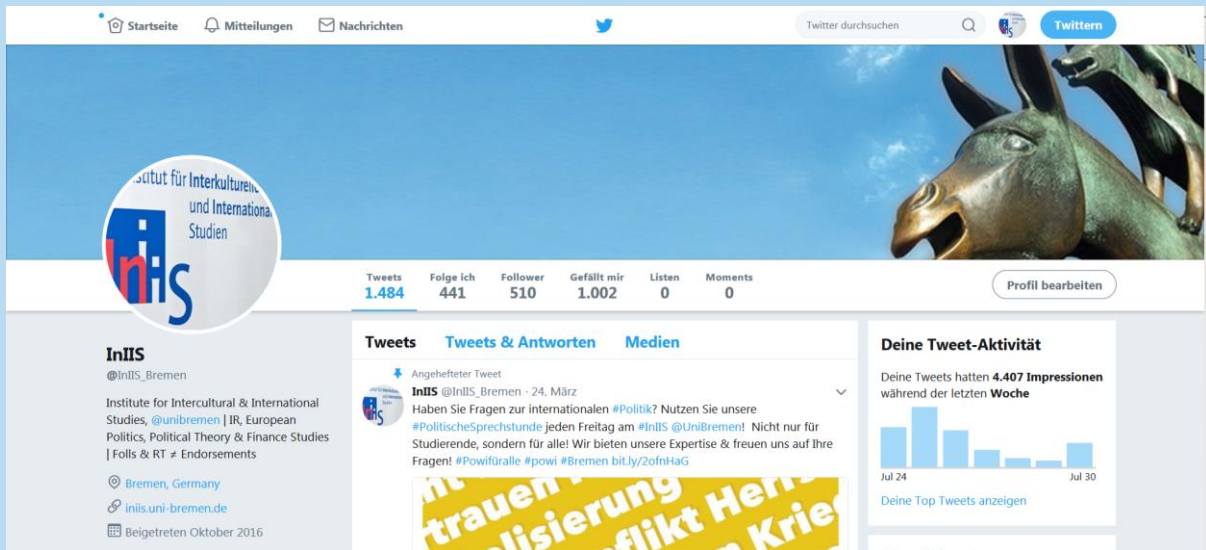 Startseite Mitteilungen Nachrichten Twitter durchsuchen Twittern
Institut für Interkulturelle
und International
Studien
InIIS
Tweets Folge ich Follower Gefällt mir Listen Moments
1.484 441 510 1.002 0 0
Profil bearbeiten
InIIS
@InIIS_Bremen
Institute for Intercultural & International
Studies, @unibremen | IR, European
Politics, Political Theory & Finance Studies
| Folls & RT ≠ Endorsements
Bremen, Germany
iniis.uni-bremen.de
Beigetreten Oktober 2016
Tweets Tweets & Antworten Medien
Angehefteter Tweet
InIIS @InIIS_Bremen · 24. März
Haben Sie Fragen zur internationalen #Politik? Nutzen Sie unsere
#PolitischeSprechstunde jeden Freitag am #InIIS @UniBremen! Nicht nur für
Studierende, sondern für alle! Wir bieten unsere Expertise & freuen uns auf Ihre
Fragen! #Powifüralle #powi #Bremen bit.ly/2ofnHaG
trauen
alisierung
flikt Herrs
n Krieg
Deine Tweet-Aktivität
Deine Tweets hatten 4.407 Impressionen
während der letzten Woche
Jul 24 Jul 30
Deine Top Tweets anzeigen